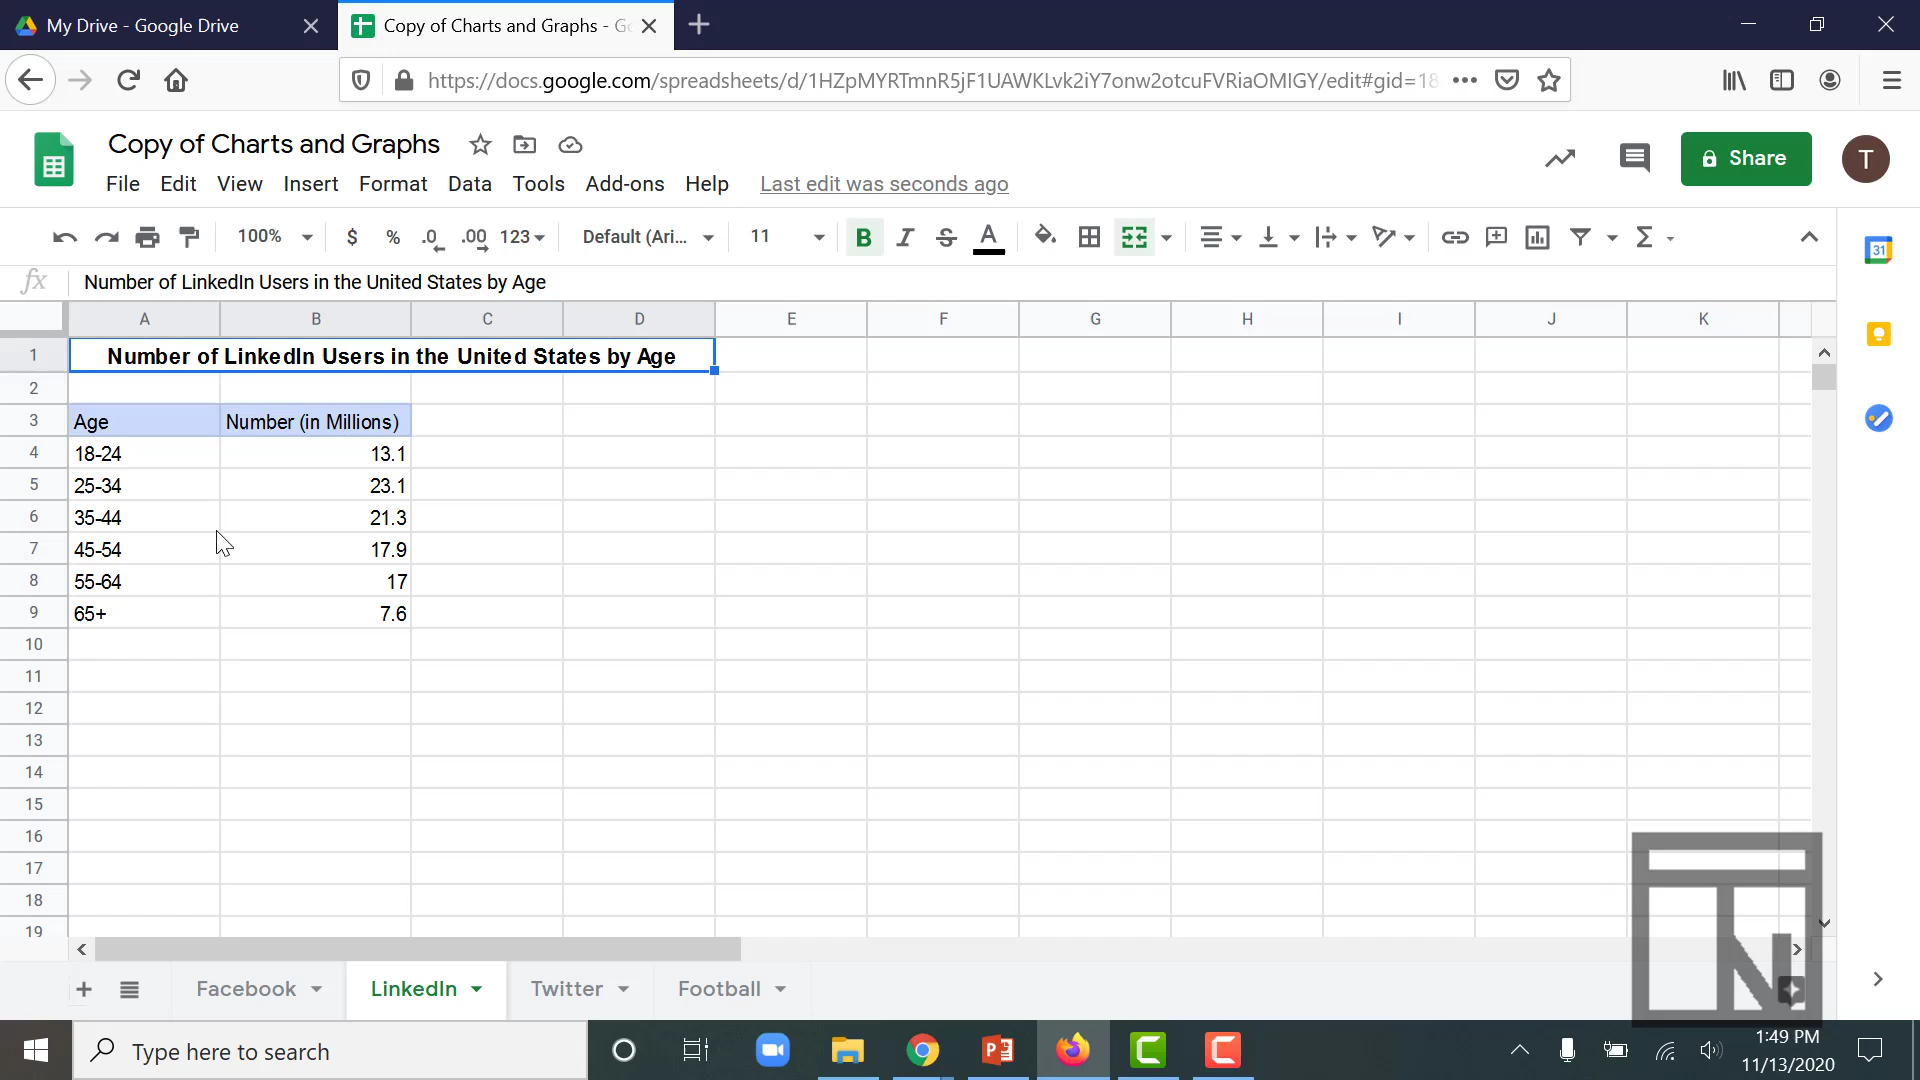 My Drive - Google Drive
Copy of Charts and Graphs - Go
https://docs.google.com/spreadsheets/d/1HZpMYRTmnR5jF1UAWKLvk2iY7onw2otcuFVRiaOMIGY/edit#gid=18
Copy of Charts and Graphs
Share
T
File Edit View Insert Format Data Tools Add-ons Help Last edit was seconds ago
100% $ % .0 .00 123 Default (Ari... 11 B I S A Σ
31
fx Number of LinkedIn Users in the United States by Age
A B C D E F G H I J K
1 Number of LinkedIn Users in the United States by Age
2
3 Age Number (in Millions)
4 18-24 13.1
5 25-34 23.1
6 35-44 21.3
7 45-54 17.9
8 55-64 17
9 65+ 7.6
10
11
12
13
14
15
16
17
18
19
Facebook LinkedIn Twitter Football
Type here to search
1:49 PM
11/13/2020